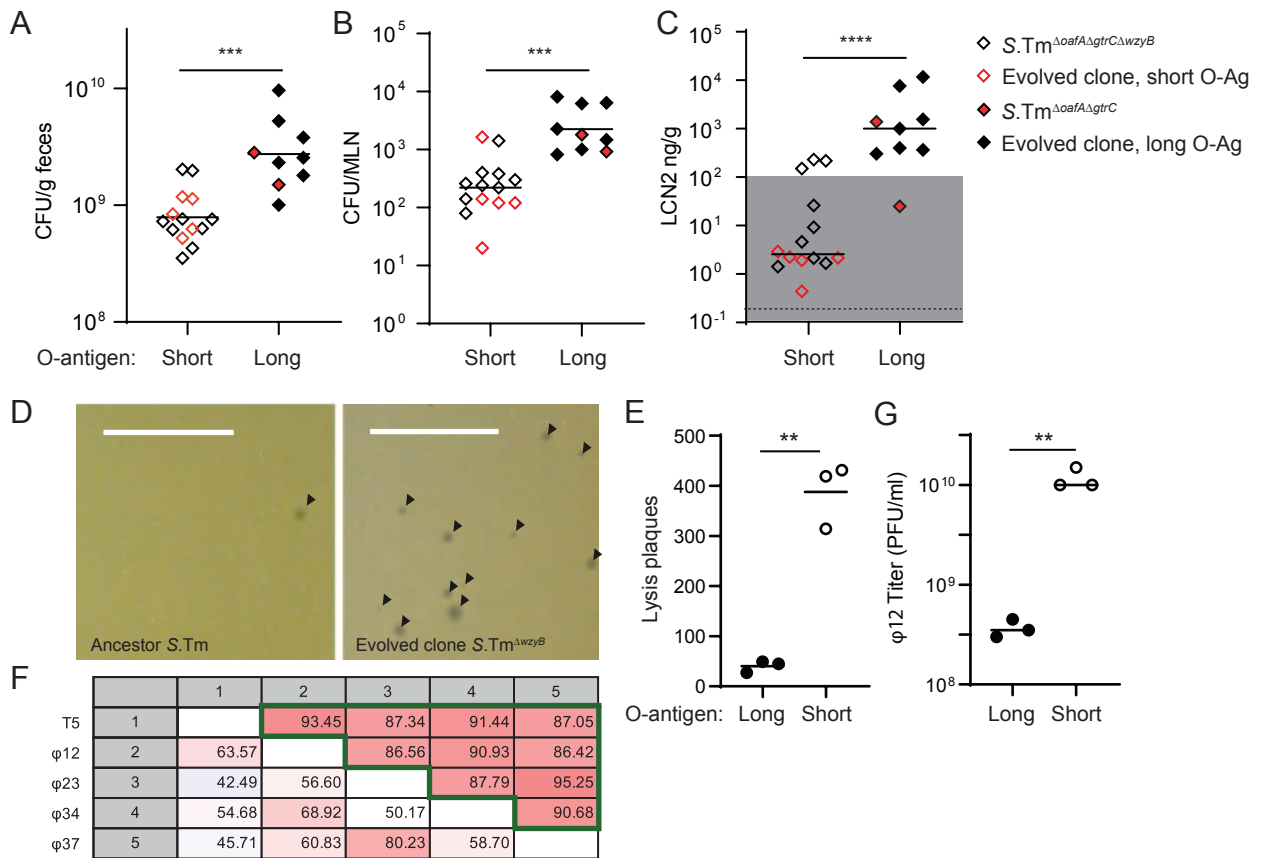 A
CFU/g feces
10^10
10^9
10^8
***
O-antigen: Short Long
B
CFU/MLN
10^5
10^4
10^3
10^2
10^1
10^0
***
Short Long
C
LCN2 ng/g
10^5
10^4
10^3
10^2
10^1
10^0
10^-1
****
Short Long
S.Tm^ΔoafAΔgtrCΔwzyB
Evolved clone, short O-Ag
S.Tm^ΔoafAΔgtrC
Evolved clone, long O-Ag
D
Ancestor S.Tm
Evolved clone S.Tm^ΔwzyB
E
Lysis plaques
500
400
300
200
100
0
**
O-antigen: Long Short
G
φ12 Titer (PFU/ml)
10^10
10^9
10^8
**
Long Short
F
1 2 3 4 5
T5 1 93.45 87.34 91.44 87.05
φ12 2 63.57 86.56 90.93 86.42
φ23 3 42.49 56.60 87.79 95.25
φ34 4 54.68 68.92 50.17 90.68
φ37 5 45.71 60.83 80.23 58.70